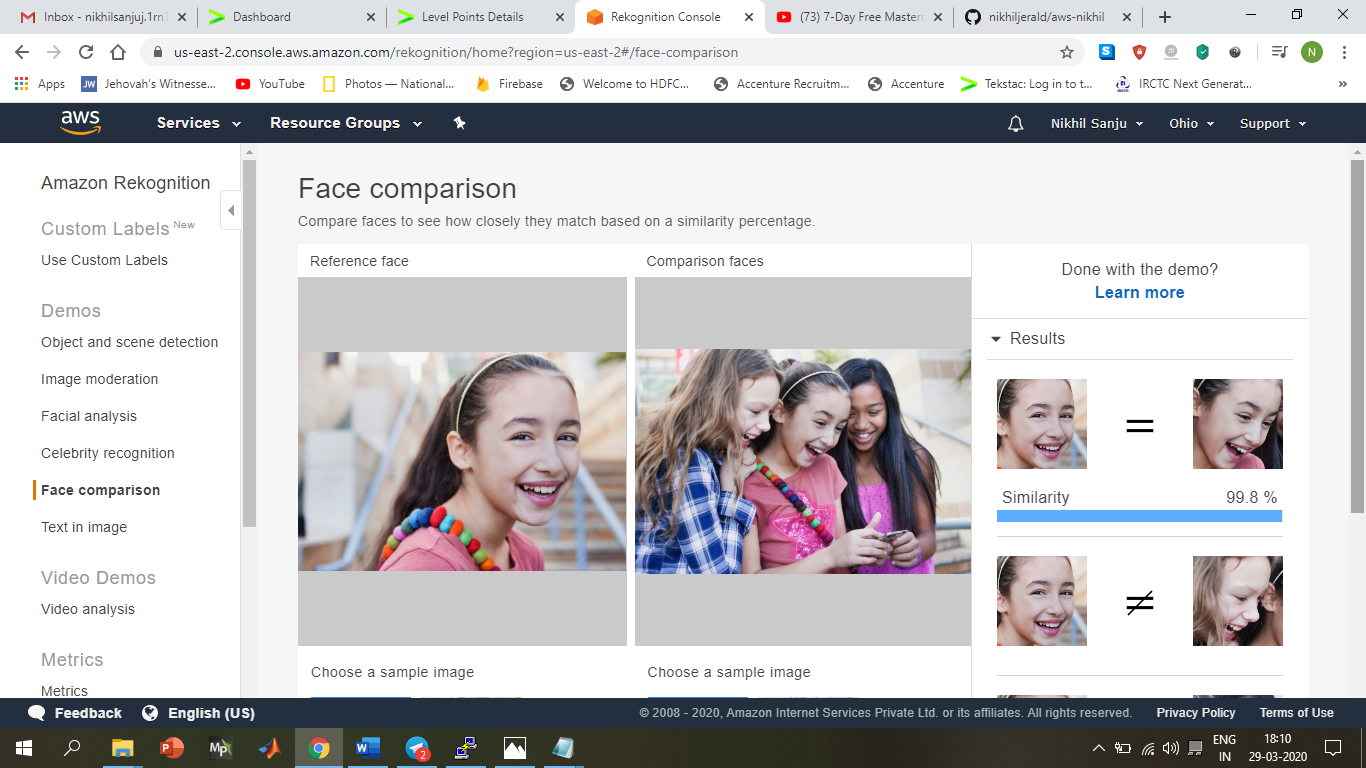 Inbox - nikhilsanjuj.1rn1
Dashboard
Level Points Details
Rekognition Console
(73) 7-Day Free Masterc
nikhiljerald/aws-nikhil
us-east-2.console.aws.amazon.com/rekognition/home?region=us-east-2#/face-comparison
N
Apps
JW
Jehovah's Witnesse...
YouTube
Photos — National...
Firebase
Welcome to HDFC...
Accenture Recruitm...
Accenture
Tekstac: Log in to t...
IRCTC Next Generat...
»
aws
Services
Resource Groups
Nikhil Sanju
Ohio
Support
Amazon Rekognition
Custom Labels New
Use Custom Labels
Demos
Object and scene detection
Image moderation
Facial analysis
Celebrity recognition
Face comparison
Text in image
Video Demos
Video analysis
Metrics
Metrics
Face comparison
Compare faces to see how closely they match based on a similarity percentage.
Reference face
Comparison faces
Choose a sample image
Choose a sample image
Done with the demo?
Learn more
Results
=
Similarity 99.8 %
≠
Feedback
English (US)
© 2008 - 2020, Amazon Internet Services Private Ltd. or its affiliates. All rights reserved.
Privacy Policy
Terms of Use
2
ENG
IN
18:10
29-03-2020